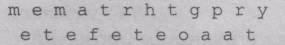 m e m a t r h t g p r y
e t e f e t e o a a t